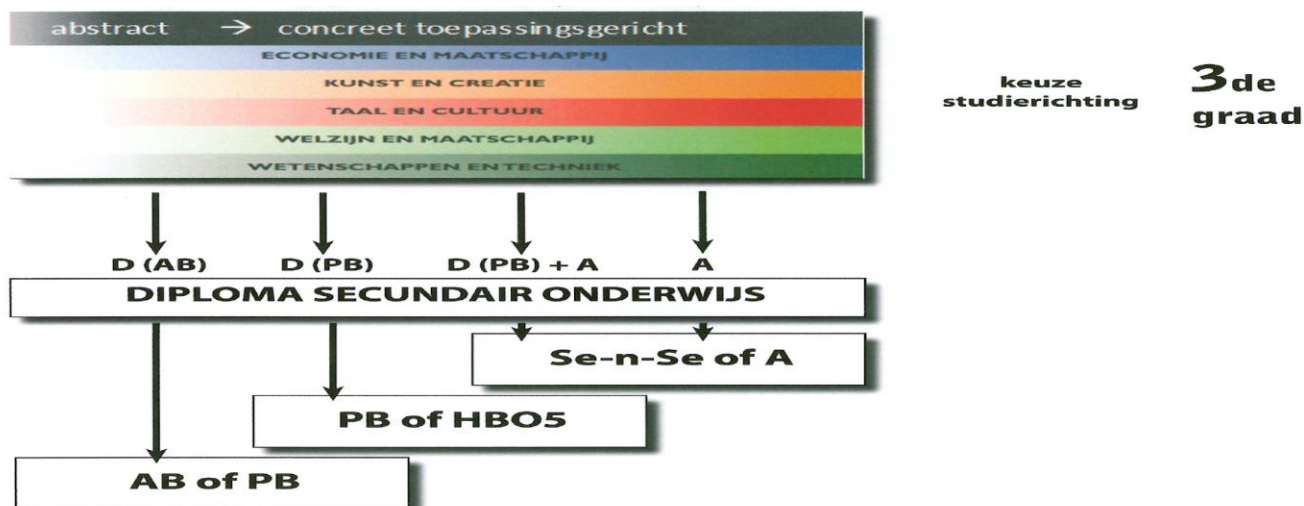 abstract → concreet toepassingsgericht
ECONOMIE EN MAATSCHAPPIJ
KUNST EN CREATIE
TAAL EN CULTUUR
WELZIJN EN MAATSCHAPPIJ
WETENSCHAPPEN EN TECHNIEK
keuze
studierichting
3de
graad
D (AB) D (PB) D (PB) + A A
DIPLOMA SECUNDAIR ONDERWIJS
Se-n-Se of A
PB of HBO5
AB of PB